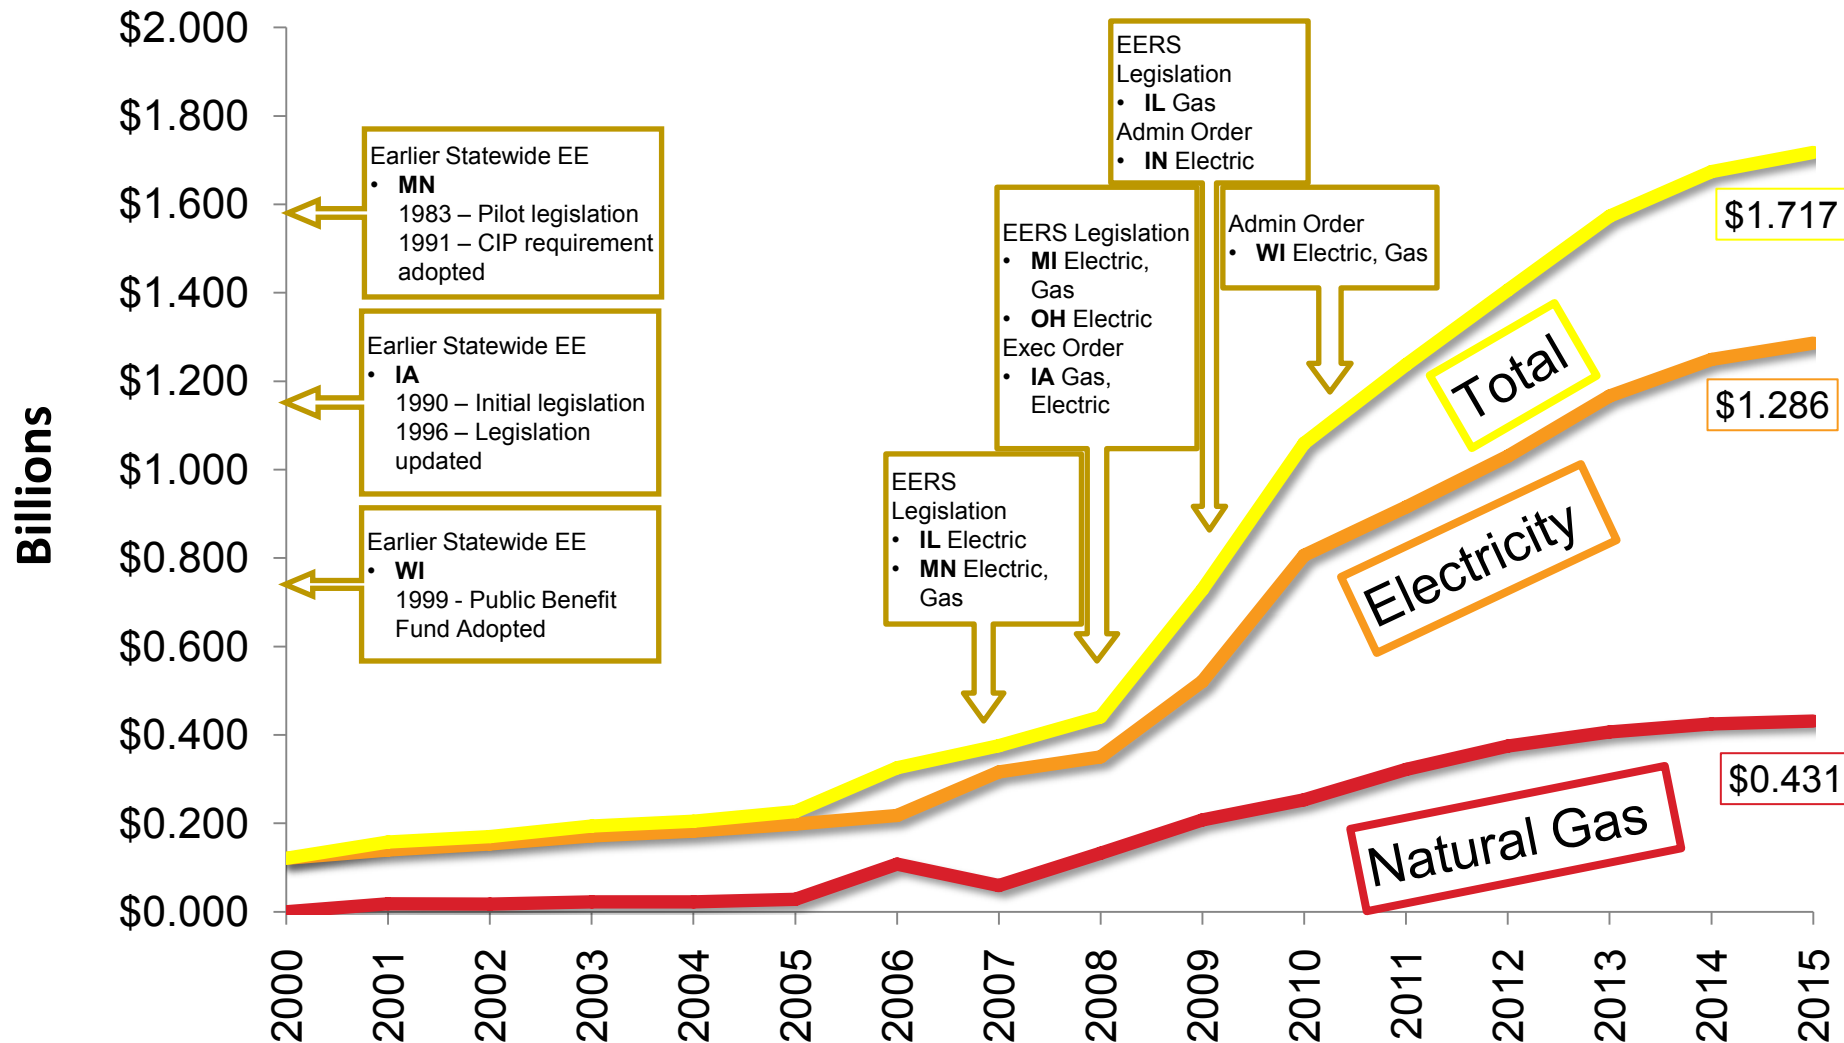 Billions
$2.000
$1.800
$1.600
$1.400
$1.200
$1.000
$0.800
$0.600
$0.400
$0.200
$0.000
Earlier Statewide EE
• MN
1983 – Pilot legislation
1991 – CIP requirement
adopted
Earlier Statewide EE
• IA
1990 – Initial legislation
1996 – Legislation
updated
Earlier Statewide EE
• WI
1999 - Public Benefit
Fund Adopted
EERS
Legislation
• IL Electric
• MN Electric,
Gas
EERS Legislation
• MI Electric,
Gas
• OH Electric
Exec Order
• IA Gas,
Electric
EERS
Legislation
• IL Gas
Admin Order
• IN Electric
Admin Order
• WI Electric, Gas
Total
Electricity
Natural Gas
$1.717
$1.286
$0.431
2000
2001
2002
2003
2004
2005
2006
2007
2008
2009
2010
2011
2012
2013
2014
2015